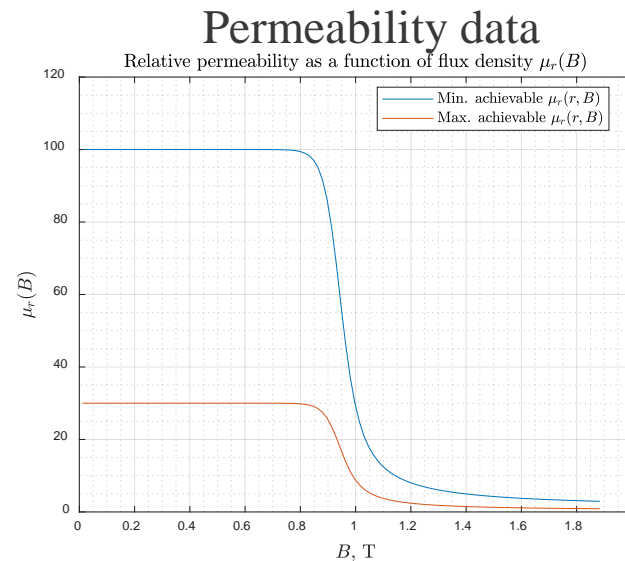 Permeability data
Relative permeability as a function of flux density μr(B)
120
100
80
60
40
20
0
Min. achievable μr(r, B)
Max. achievable μr(r, B)
μr(B)
0 0.2 0.4 0.6 0.8 1 1.2 1.4 1.6 1.8
B, T